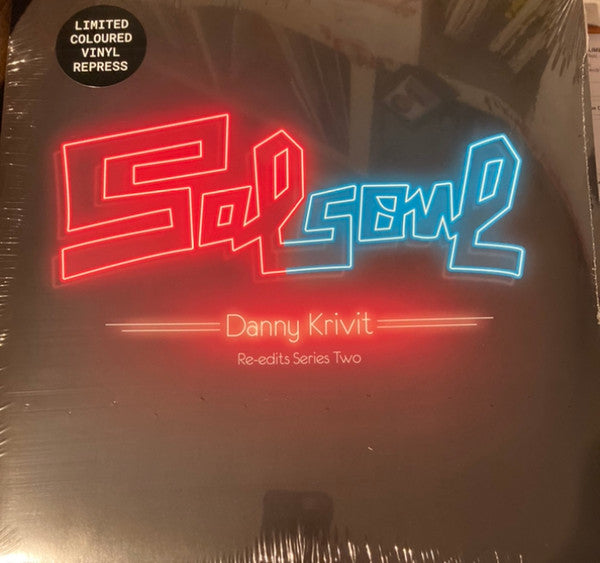 LIMITED
COLOURED
VINYL
REPRESS
Salsoul
Danny Krivit
Re-edits Series Two